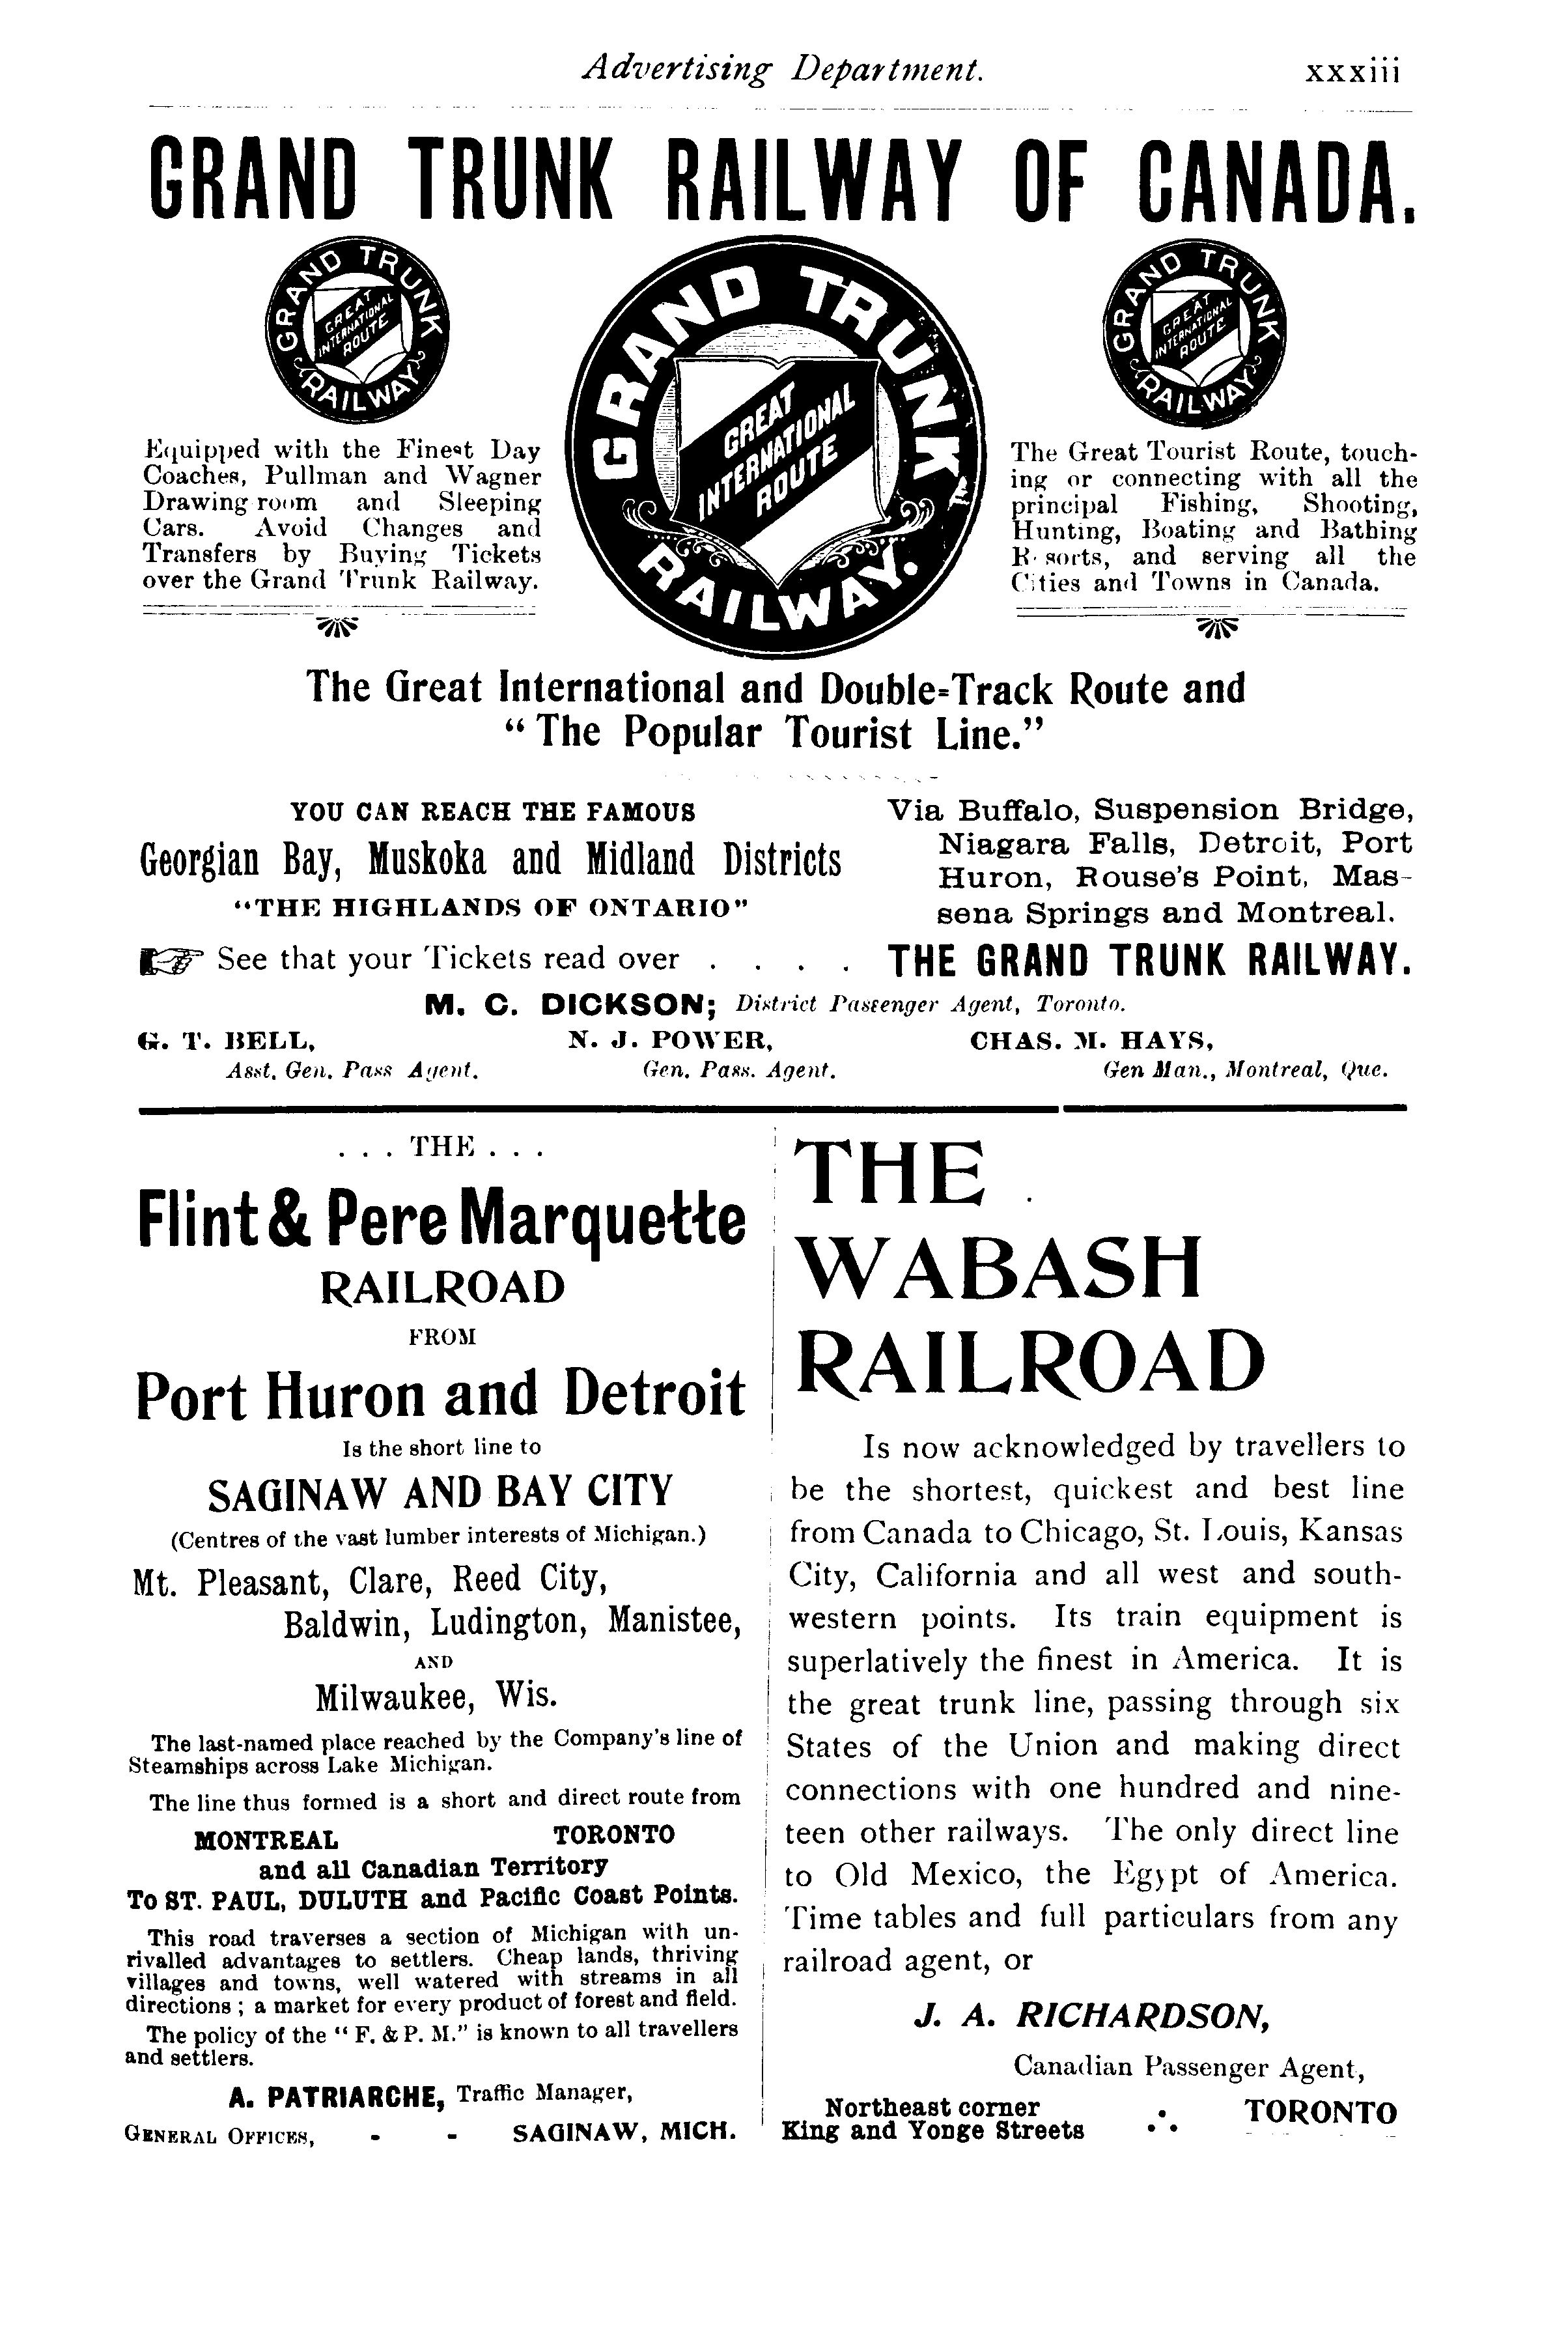 Advertising Department. xxxiii
GRAND TRUNK RAILWAY OF CANADA.
GRAND TRUNK
GREAT
INTERNATIONAL
ROUTE
RAILWAY
Equipped with the Finest Day
Coaches, Pullman and Wagner
Drawing room and Sleeping
Cars. Avoid Changes and
Transfers by Buying Tickets
over the Grand Trunk Railway.
GRAND TRUNK
GREAT
INTERNATIONAL
ROUTE
RAILWAY.
GRAND TRUNK
GREAT
INTERNATIONAL
ROUTE
RAILWAY
The Great Tourist Route, touch-
ing or connecting with all the
principal Fishing, Shooting,
Hunting, Boating and Bathing
Resorts, and serving all the
Cities and Towns in Canada.
The Great International and Double-Track Route and
“The Popular Tourist Line.”
YOU CAN REACH THE FAMOUS
Georgian Bay, Muskoka and Midland Districts
“THE HIGHLANDS OF ONTARIO”
Via Buffalo, Suspension Bridge,
Niagara Falls, Detroit, Port
Huron, Rouse's Point, Mas-
sena Springs and Montreal.
☞ See that your Tickets read over . . . . THE GRAND TRUNK RAILWAY.
M. C. DICKSON; District Passenger Agent, Toronto.
G. T. BELL, N. J. POWER, CHAS. M. HAYS,
Asst. Gen. Pass Agent. Gen. Pass. Agent. Gen Man., Montreal, Que.
. . . THE . . .
Flint & Pere Marquette
RAILROAD
FROM
Port Huron and Detroit
Is the short line to
SAGINAW AND BAY CITY
(Centres of the vast lumber interests of Michigan.)
Mt. Pleasant, Clare, Reed City,
Baldwin, Ludington, Manistee,
AND
Milwaukee, Wis.
The last-named place reached by the Company's line of
Steamships across Lake Michigan.
The line thus formed is a short and direct route from
MONTREAL TORONTO
and all Canadian Territory
To ST. PAUL, DULUTH and Pacific Coast Points.
This road traverses a section of Michigan with un-
rivalled advantages to settlers. Cheap lands, thriving
villages and towns, well watered with streams in all
directions ; a market for every product of forest and field.
The policy of the “F. & P. M.” is known to all travellers
and settlers.
A. PATRIARCHE, Traffic Manager,
GENERAL OFFICES, - - SAGINAW, MICH.
THE
WABASH
RAILROAD
Is now acknowledged by travellers to
be the shortest, quickest and best line
from Canada to Chicago, St. Louis, Kansas
City, California and all west and south-
western points. Its train equipment is
superlatively the finest in America. It is
the great trunk line, passing through six
States of the Union and making direct
connections with one hundred and nine-
teen other railways. The only direct line
to Old Mexico, the Egypt of America.
Time tables and full particulars from any
railroad agent, or
J. A. RICHARDSON,
Canadian Passenger Agent,
Northeast corner
King and Yonge Streets ∴ TORONTO